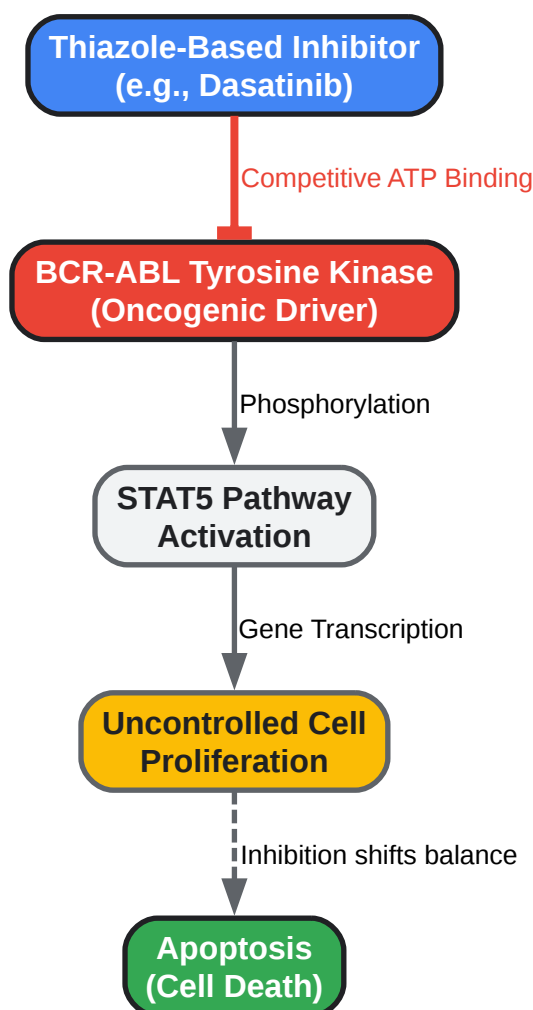 Thiazole-Based Inhibitor
(e.g., Dasatinib)
Competitive ATP Binding
BCR-ABL Tyrosine Kinase
(Oncogenic Driver)
Phosphorylation
STAT5 Pathway
Activation
Gene Transcription
Uncontrolled Cell
Proliferation
Inhibition shifts balance
Apoptosis
(Cell Death)